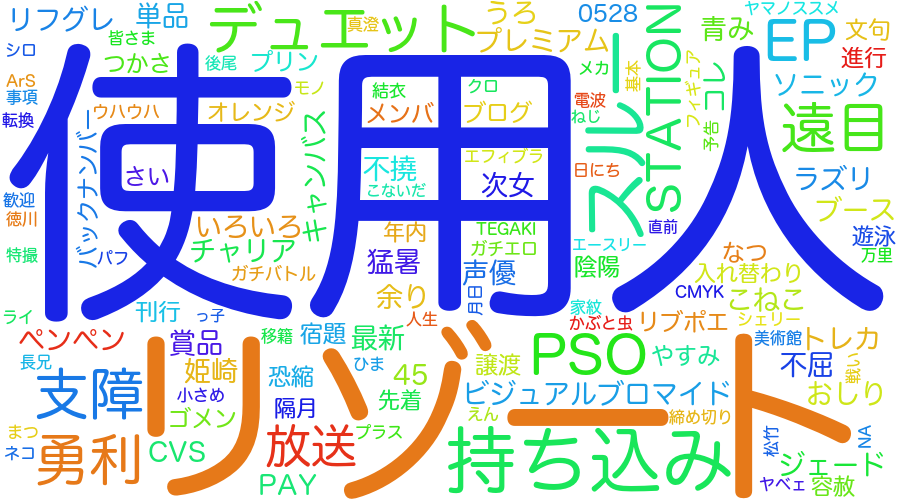 リフグレ
単品
デュエット
うろ
0528
ヤマノススメ
シロ
皆さま
真澄
プレミアム
青み
EP
文句
つかさ
後尾
プリン
メカ
基本
進行
ArS
事項
モノ
結衣
クロ
電波
フィギュア
コレ
ソニック
転換
ウハウハ
オレンジ
メンバ
ブログ
ねじ
予告
遠目
使用人
バックナンバー
さい
キャンバス
不撓
こないだ
エフィブラ
次女
日にち
スルー
STATION
ラズリ
歓迎
徳川
いろいろ
年内
TEGAKI
直前
ブース
特撮
パフ
チャリア
猛暑
ガチエロ
エースリー
なつ
遊泳
万里
ガチバトル
声優
陰陽
入れ替わり
刊行
っ子
余り
月日
家紋
CMYK
こねこ
ライ
人生
かぶと虫
リブポエ
シェリー
ペンペン
賞品
移籍
宿題
最新
リゾート
美術館
トレカ
長兄
姫崎
恐縮
ひま
譲渡
PSO
やすみ
不屈
戦い
支障
小さめ
45
先着
ビジュアルブロマイド
おしり
まつ
ゴメン
隔月
えん
締め切り
ネコ
勇利
CVS
放送
プラス
持ち込み
松竹
NA
ジェード
PAY
ヤベェ
容赦